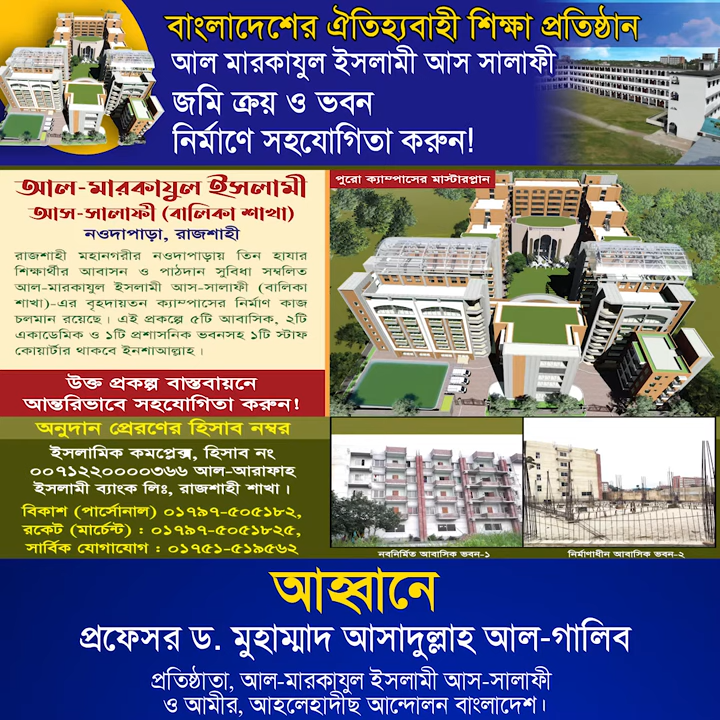 বাংলাদেশের ঐতিহ্যবাহী শিক্ষা প্রতিষ্ঠান
আল মারকাযুল ইসলামী আস সালাফী
জমি ক্রয় ও ভবন
নির্মাণে সহযোগিতা করুন!
আল-মারকাযুল ইসলামী
আস-সালাফী (বালিকা শাখা)
নওদাপাড়া, রাজশাহী
রাজশাহী মহানগরীর নওদাপাড়ায় তিন হাযার
শিক্ষার্থীর আবাসন ও পাঠদান সুবিধা সম্বলিত
আল-মারকাযুল ইসলামী আস-সালাফী (বালিকা
শাখা)-এর বৃহদায়তন ক্যাম্পাসের নির্মাণ কাজ
চলমান রয়েছে। এই প্রকল্পে ৫টি আবাসিক, ২টি
একাডেমিক ও ১টি প্রশাসনিক ভবনসহ ১টি স্টাফ
কোয়ার্টার থাকবে ইনশাআল্লাহ।
উক্ত প্রকল্প বাস্তবায়নে
আন্তরিভাবে সহযোগিতা করুন!
অনুদান প্রেরণের হিসাব নম্বর
ইসলামিক কমপ্লেক্স, হিসাব নং
০০৭১২২০০০০৩৬৬ আল-আরাফাহ
ইসলামী ব্যাংক লিঃ, রাজশাহী শাখা।
বিকাশ (পার্সোনাল) ০১৭৯৭-৫০৫১৮২,
রকেট (মার্চেন্ট) : ০১৭৯৭-৫০৫১৮২৫,
সার্বিক যোগাযোগ : ০১৭৫১-৫১৯৫৬২
পুরো ক্যাম্পাসের মাস্টারপ্লান
নবনির্মিত আবাসিক ভবন-১
নির্মাণাধীন আবাসিক ভবন-২
আহ্বানে
প্রফেসর ড. মুহাম্মাদ আসাদুল্লাহ আল-গালিব
প্রতিষ্ঠাতা, আল-মারকাযুল ইসলামী আস-সালাফী
ও আমীর, আহলেহাদীছ আন্দোলন বাংলাদেশ।